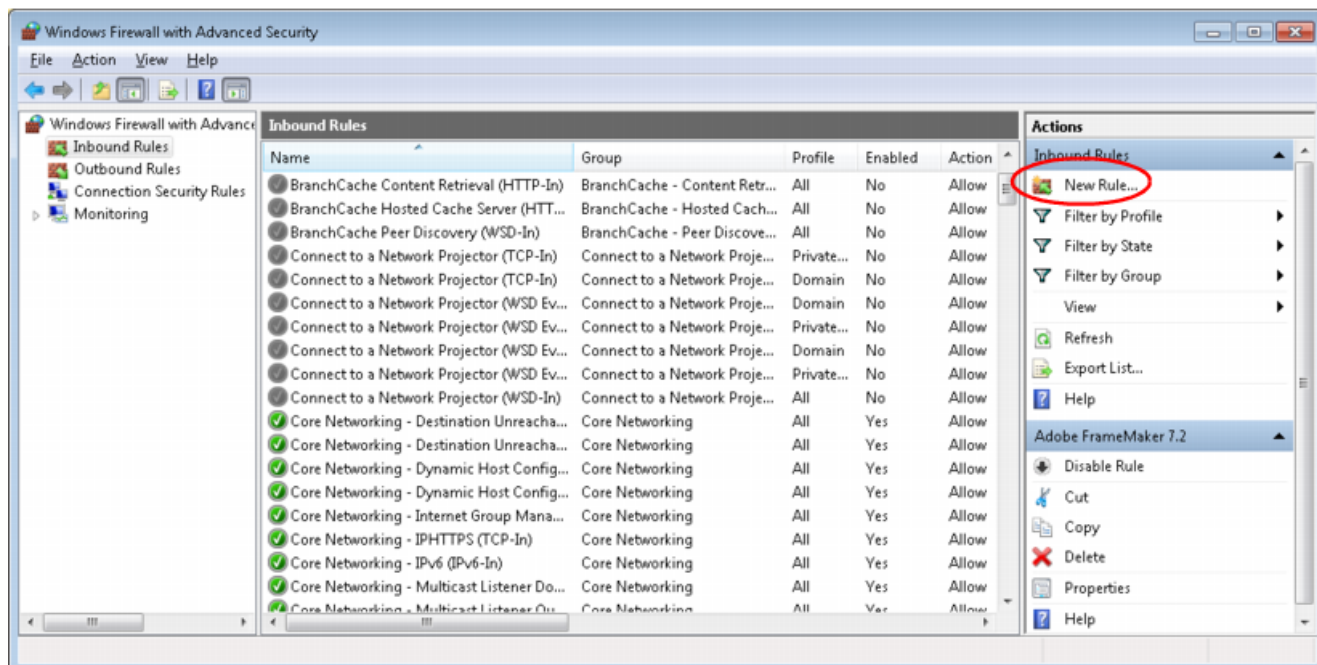 Windows Firewall with Advanced Security
File Action View Help
Windows Firewall with Advance
Inbound Rules
Outbound Rules
Connection Security Rules
Monitoring
Inbound Rules
Name Group Profile Enabled Action
BranchCache Content Retrieval (HTTP-In) BranchCache - Content Retr... All No Allow
BranchCache Hosted Cache Server (HTT... BranchCache - Hosted Cach... All No Allow
BranchCache Peer Discovery (WSD-In) BranchCache - Peer Discove... All No Allow
Connect to a Network Projector (TCP-In) Connect to a Network Proje... Private... No Allow
Connect to a Network Projector (TCP-In) Connect to a Network Proje... Domain No Allow
Connect to a Network Projector (WSD Ev... Connect to a Network Proje... Domain No Allow
Connect to a Network Projector (WSD Ev... Connect to a Network Proje... Private... No Allow
Connect to a Network Projector (WSD Ev... Connect to a Network Proje... Domain No Allow
Connect to a Network Projector (WSD Ev... Connect to a Network Proje... Private... No Allow
Connect to a Network Projector (WSD-In) Connect to a Network Proje... All No Allow
Core Networking - Destination Unreacha... Core Networking All Yes Allow
Core Networking - Destination Unreacha... Core Networking All Yes Allow
Core Networking - Dynamic Host Config... Core Networking All Yes Allow
Core Networking - Dynamic Host Config... Core Networking All Yes Allow
Core Networking - Internet Group Mana... Core Networking All Yes Allow
Core Networking - IPHTTPS (TCP-In) Core Networking All Yes Allow
Core Networking - IPv6 (IPv6-In) Core Networking All Yes Allow
Core Networking - Multicast Listener Do... Core Networking All Yes Allow
Core Networking - Multicast Listener Qu... Core Networking All Yes Allow
Actions
Inbound Rules
New Rule...
Filter by Profile
Filter by State
Filter by Group
View
Refresh
Export List...
Help
Adobe FrameMaker 7.2
Disable Rule
Cut
Copy
Delete
Properties
Help